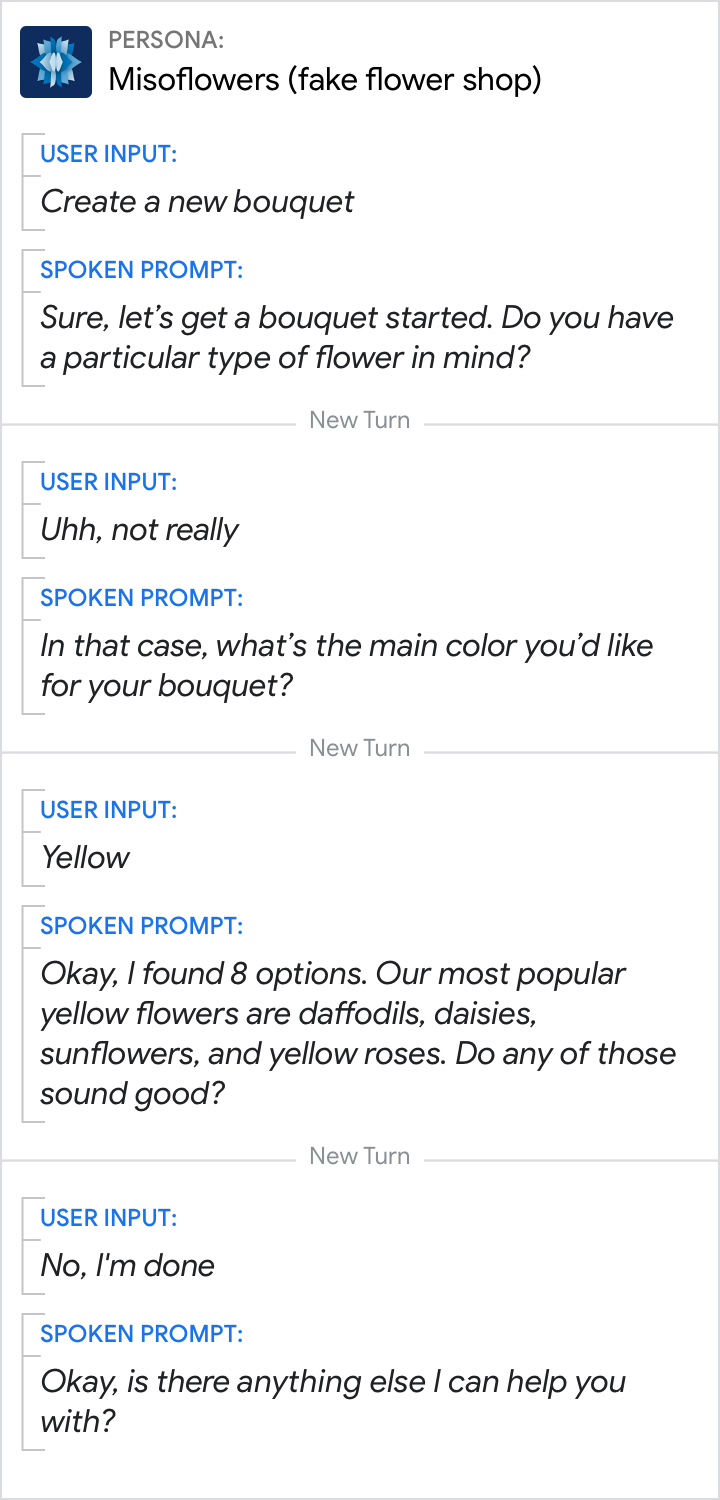 PERSONA:
Misoflowers (fake flower shop)
USER INPUT:
Create a new bouquet
SPOKEN PROMPT:
Sure, let’s get a bouquet started. Do you have
a particular type of flower in mind?
New Turn
USER INPUT:
Uhh, not really
SPOKEN PROMPT:
In that case, what’s the main color you’d like
for your bouquet?
New Turn
USER INPUT:
Yellow
SPOKEN PROMPT:
Okay, I found 8 options. Our most popular
yellow flowers are daffodils, daisies,
sunflowers, and yellow roses. Do any of those
sound good?
New Turn
USER INPUT:
No, I'm done
SPOKEN PROMPT:
Okay, is there anything else I can help you
with?